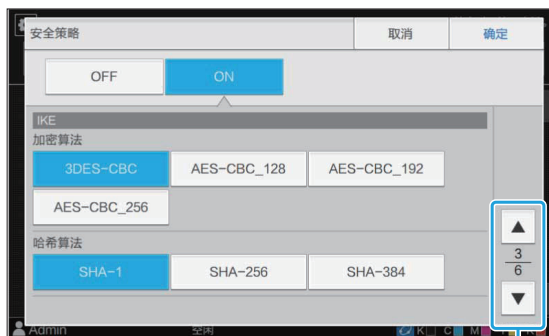 安全策略 取消 确定
OFF ON
IKE
加密算法
3DES-CBC AES-CBC_128 AES-CBC_192
AES-CBC_256
哈希算法
SHA-1 SHA-256 SHA-384
3
6
Admin 空闲 K C M